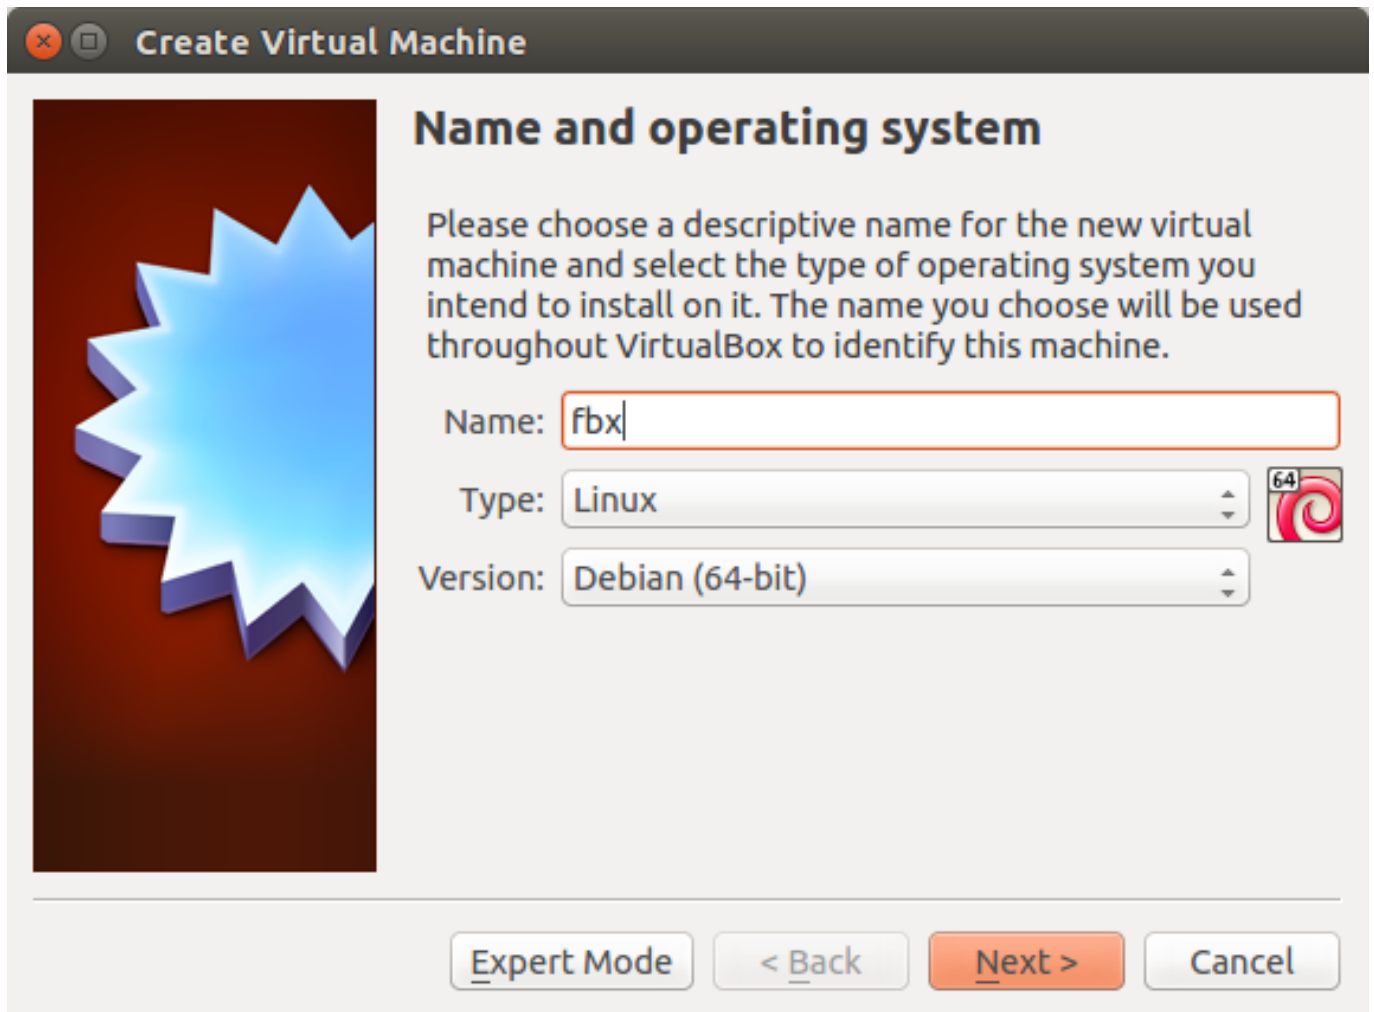 Create Virtual Machine
Name and operating system
Please choose a descriptive name for the new virtual
machine and select the type of operating system you
intend to install on it. The name you choose will be used
throughout VirtualBox to identify this machine.
Name: fbx
Type: Linux
64
Version: Debian (64-bit)
Expert Mode < Back Next > Cancel